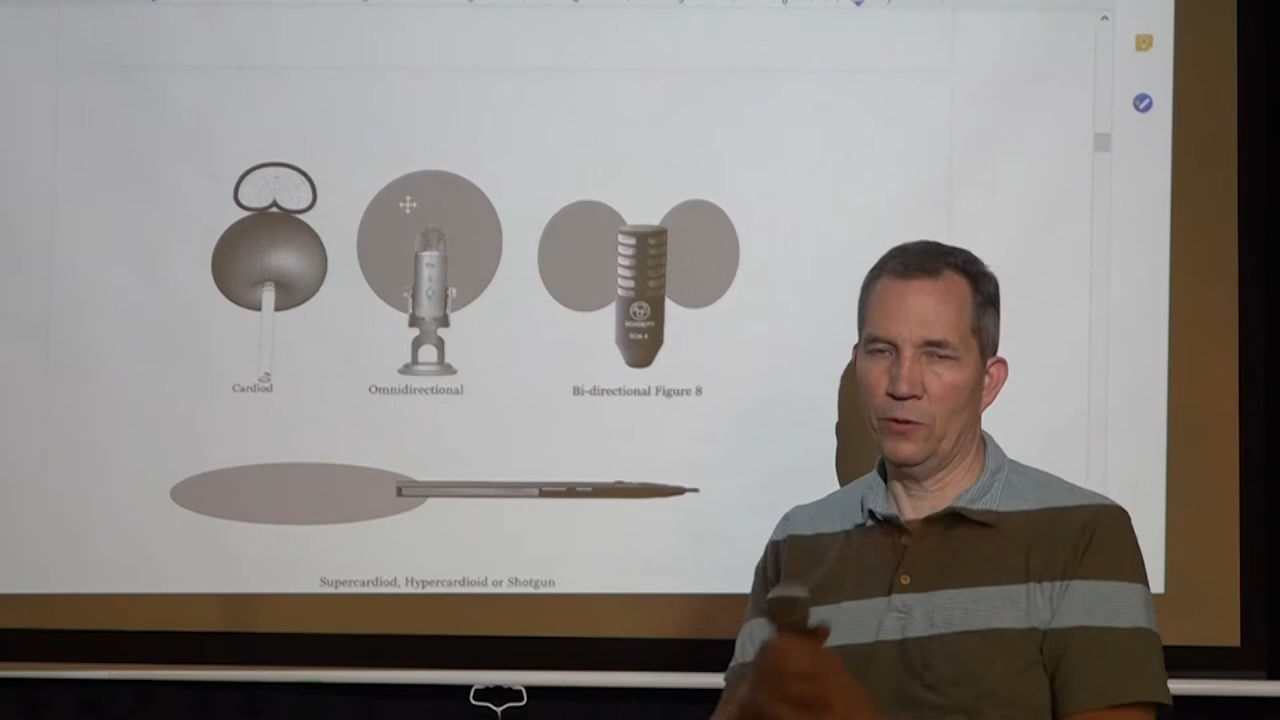 Cardiod
Omnidirectional
Bi-directional Figure 8
Supercardiod, Hypercardioid or Shotgun